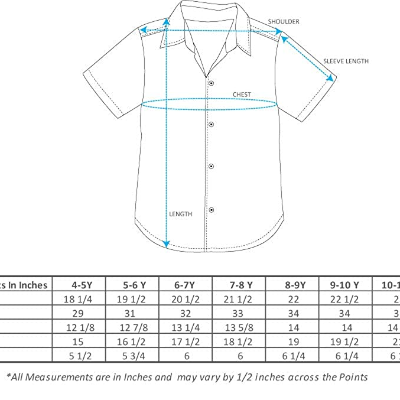 SHOULDER
SLEEVE LENGTH
CHEST
LENGTH
ts In Inches 4-5Y 5-6 Y 6-7Y 7-8 Y 8-9Y 9-10 Y 10-1
18 1/4 19 1/2 20 1/2 21 1/2 22 22 1/2 2
29 31 32 33 34 34 3
12 1/8 12 7/8 13 1/4 13 5/8 14 14 14
15 16 1/2 17 1/2 18 1/2 19 19 1/2 2
5 1/2 5 3/4 6 6 6 1/4 6 1/4 6
*All Measurements are in Inches and may vary by 1/2 inches across the Points